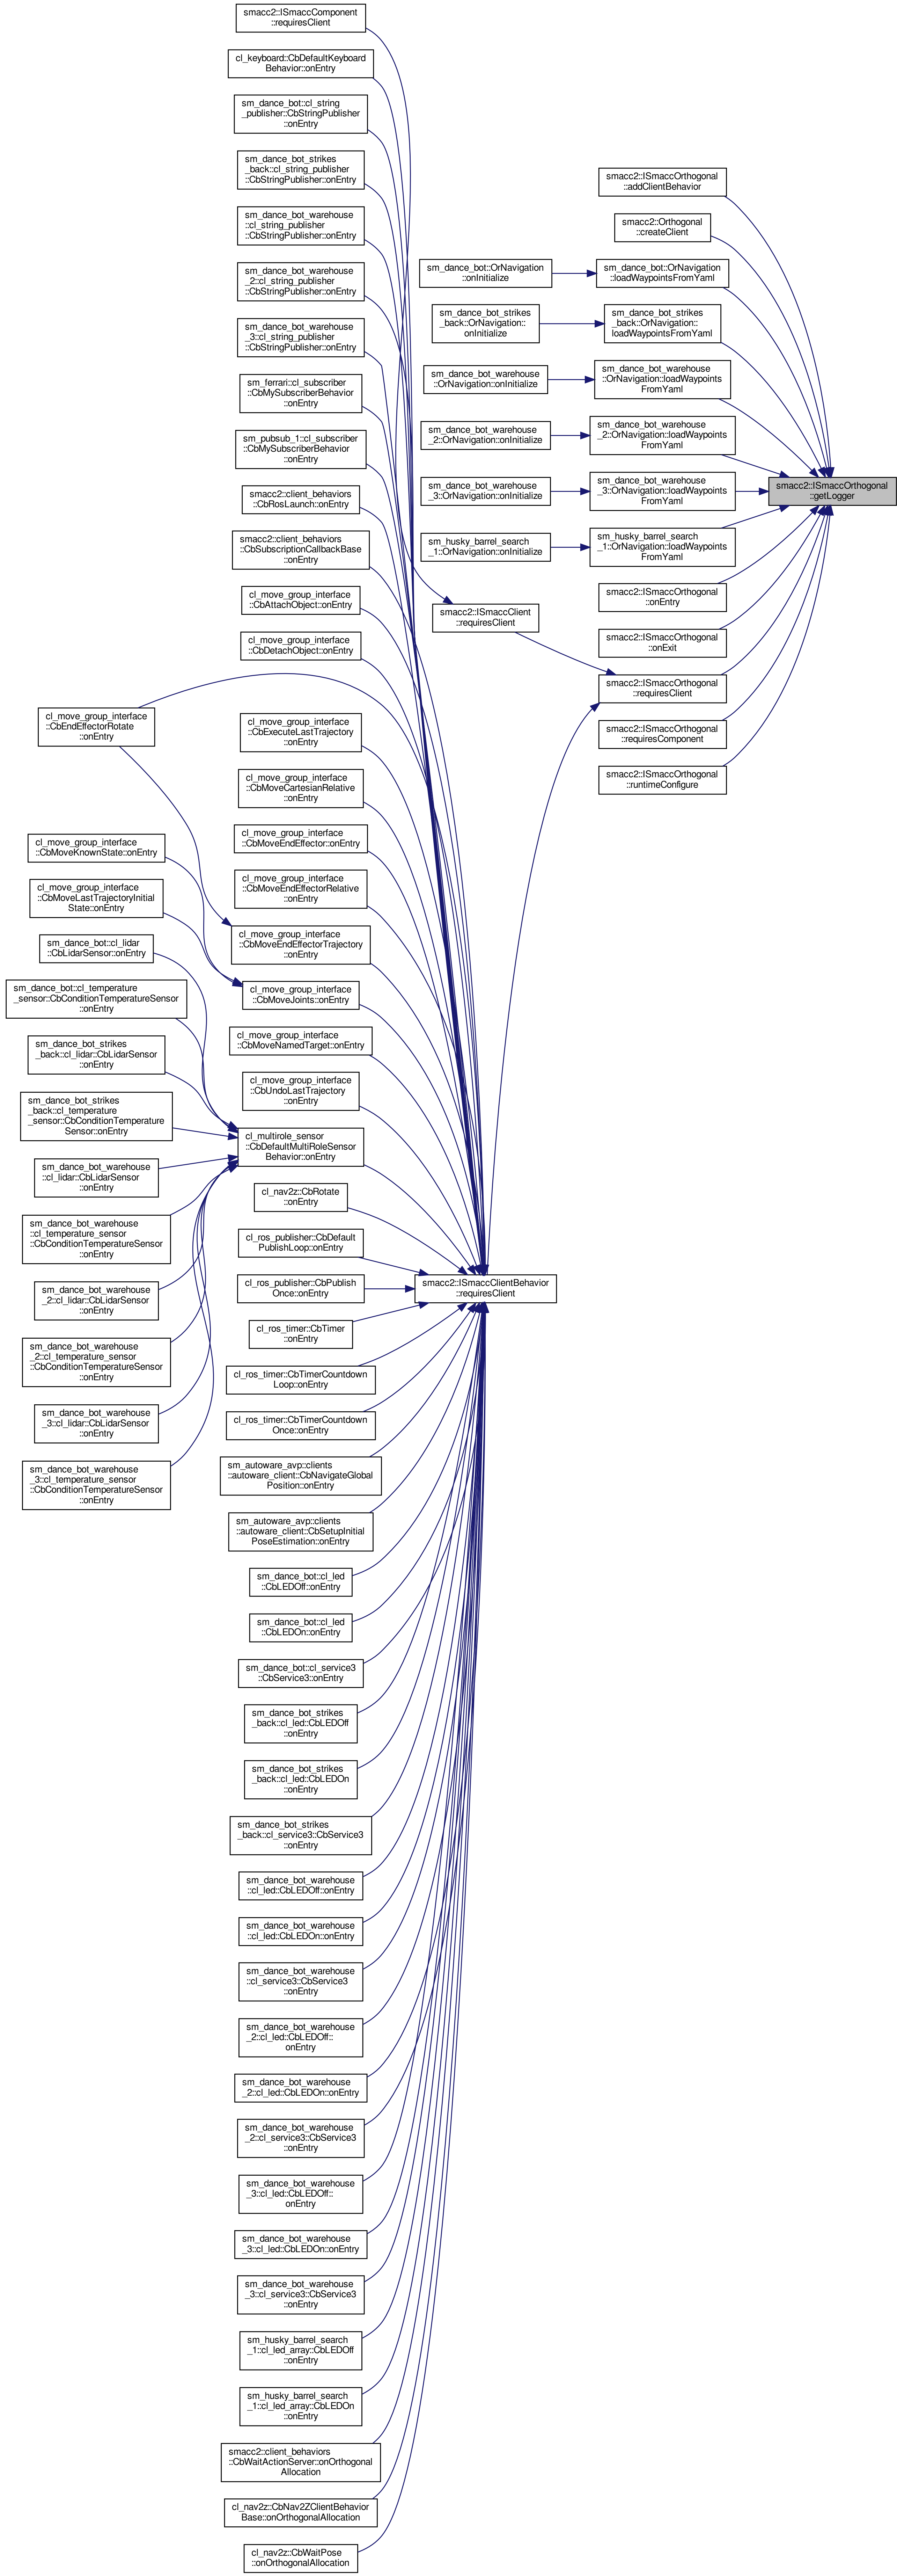 smacc2::ISmaccComponent
::requiresClient
cl_keyboard::CbDefaultKeyboard
Behavior::onEntry
sm_dance_bot::cl_string
_publisher::CbStringPublisher
::onEntry
sm_dance_bot_strikes
_back::cl_string_publisher
::CbStringPublisher::onEntry
sm_dance_bot_warehouse
::cl_string_publisher
::CbStringPublisher::onEntry
sm_dance_bot_warehouse
_2::cl_string_publisher
::CbStringPublisher::onEntry
sm_dance_bot_warehouse
_3::cl_string_publisher
::CbStringPublisher::onEntry
sm_ferrari::cl_subscriber
::CbMySubscriberBehavior
::onEntry
sm_pubsub_1::cl_subscriber
::CbMySubscriberBehavior
::onEntry
smacc2::client_behaviors
::CbRosLaunch::onEntry
smacc2::client_behaviors
::CbSubscriptionCallbackBase
::onEntry
cl_move_group_interface
::CbAttachObject::onEntry
cl_move_group_interface
::CbDetachObject::onEntry
cl_move_group_interface
::CbEndEffectorRotate
::onEntry
cl_move_group_interface
::CbExecuteLastTrajectory
::onEntry
cl_move_group_interface
::CbMoveCartesianRelative
::onEntry
cl_move_group_interface
::CbMoveEndEffector::onEntry
cl_move_group_interface
::CbMoveEndEffectorRelative
::onEntry
cl_move_group_interface
::CbMoveEndEffectorTrajectory
::onEntry
cl_move_group_interface
::CbMoveJoints::onEntry
cl_move_group_interface
::CbMoveNamedTarget::onEntry
cl_move_group_interface
::CbUndoLastTrajectory
::onEntry
cl_multirole_sensor
::CbDefaultMultiRoleSensor
Behavior::onEntry
cl_nav2z::CbRotate
::onEntry
cl_ros_publisher::CbDefault
PublishLoop::onEntry
cl_ros_publisher::CbPublish
Once::onEntry
cl_ros_timer::CbTimer
::onEntry
cl_ros_timer::CbTimerCountdown
Loop::onEntry
cl_ros_timer::CbTimerCountdown
Once::onEntry
sm_autoware_avp::clients
::autoware_client::CbNavigateGlobal
Position::onEntry
sm_autoware_avp::clients
::autoware_client::CbSetupInitial
PoseEstimation::onEntry
sm_dance_bot::cl_led
::CbLEDOff::onEntry
sm_dance_bot::cl_led
::CbLEDOn::onEntry
sm_dance_bot::cl_service3
::CbService3::onEntry
sm_dance_bot_strikes
_back::cl_led::CbLEDOff
::onEntry
sm_dance_bot_strikes
_back::cl_led::CbLEDOn
::onEntry
sm_dance_bot_strikes
_back::cl_service3::CbService3
::onEntry
sm_dance_bot_warehouse
::cl_led::CbLEDOff::onEntry
sm_dance_bot_warehouse
::cl_led::CbLEDOn::onEntry
sm_dance_bot_warehouse
::cl_service3::CbService3
::onEntry
sm_dance_bot_warehouse
_2::cl_led::CbLEDOff::
onEntry
sm_dance_bot_warehouse
_2::cl_led::CbLEDOn::onEntry
sm_dance_bot_warehouse
_2::cl_service3::CbService3
::onEntry
sm_dance_bot_warehouse
_3::cl_led::CbLEDOff::
onEntry
sm_dance_bot_warehouse
_3::cl_led::CbLEDOn::onEntry
sm_dance_bot_warehouse
_3::cl_service3::CbService3
::onEntry
sm_husky_barrel_search
_1::cl_led_array::CbLEDOff
::onEntry
sm_husky_barrel_search
_1::cl_led_array::CbLEDOn
::onEntry
smacc2::client_behaviors
::CbWaitActionServer::onOrthogonal
Allocation
cl_nav2z::CbNav2ZClientBehavior
Base::onOrthogonalAllocation
cl_nav2z::CbWaitPose
::onOrthogonalAllocation
cl_move_group_interface
::CbMoveKnownState::onEntry
cl_move_group_interface
::CbMoveLastTrajectoryInitial
State::onEntry
sm_dance_bot::cl_lidar
::CbLidarSensor::onEntry
sm_dance_bot::cl_temperature
_sensor::CbConditionTemperatureSensor
::onEntry
sm_dance_bot_strikes
_back::cl_lidar::CbLidarSensor
::onEntry
sm_dance_bot_strikes
_back::cl_temperature
_sensor::CbConditionTemperature
Sensor::onEntry
sm_dance_bot_warehouse
::cl_lidar::CbLidarSensor
::onEntry
sm_dance_bot_warehouse
::cl_temperature_sensor
::CbConditionTemperatureSensor
::onEntry
sm_dance_bot_warehouse
_2::cl_lidar::CbLidarSensor
::onEntry
sm_dance_bot_warehouse
_2::cl_temperature_sensor
::CbConditionTemperatureSensor
::onEntry
sm_dance_bot_warehouse
_3::cl_lidar::CbLidarSensor
::onEntry
sm_dance_bot_warehouse
_3::cl_temperature_sensor
::CbConditionTemperatureSensor
::onEntry
smacc2::ISmaccClientBehavior
::requiresClient
smacc2::ISmaccClient
::requiresClient
sm_dance_bot::OrNavigation
::onInitialize
sm_dance_bot_strikes
_back::OrNavigation::
onInitialize
sm_dance_bot_warehouse
::OrNavigation::onInitialize
sm_dance_bot_warehouse
_2::OrNavigation::onInitialize
sm_dance_bot_warehouse
_3::OrNavigation::onInitialize
sm_husky_barrel_search
_1::OrNavigation::onInitialize
smacc2::ISmaccOrthogonal
::addClientBehavior
smacc2::Orthogonal
::createClient
sm_dance_bot::OrNavigation
::loadWaypointsFromYaml
sm_dance_bot_strikes
_back::OrNavigation::
loadWaypointsFromYaml
sm_dance_bot_warehouse
::OrNavigation::loadWaypoints
FromYaml
sm_dance_bot_warehouse
_2::OrNavigation::loadWaypoints
FromYaml
sm_dance_bot_warehouse
_3::OrNavigation::loadWaypoints
FromYaml
sm_husky_barrel_search
_1::OrNavigation::loadWaypoints
FromYaml
smacc2::ISmaccOrthogonal
::onEntry
smacc2::ISmaccOrthogonal
::onExit
smacc2::ISmaccOrthogonal
::requiresClient
smacc2::ISmaccOrthogonal
::requiresComponent
smacc2::ISmaccOrthogonal
::runtimeConfigure
smacc2::ISmaccOrthogonal
::getLogger